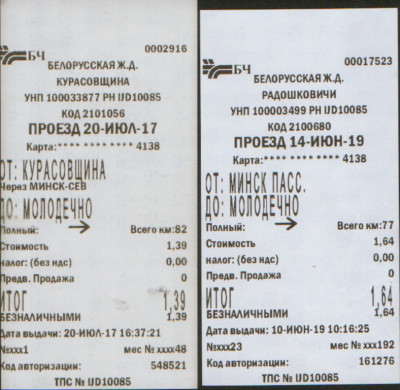 БЧ 0002916
БЕЛОРУССКАЯ Ж.Д.
КУРАСОВЩИНА
УНП 100033877 РН IJD10085
КОД 2101056
ПРОЕЗД 20-ИЮЛ-17
Карта:**** **** **** 4138
ОТ: КУРАСОВЩИНА
Через МИНСК-СЕВ
ДО: МОЛОДЕЧНО
Полный: Всего км:82
Стоимость 1,39
налог: (без ндс) 0,00
Предв. Продажа 0
ИТОГ 1,39
БЕЗНАЛИЧНЫМИ 1,39
Дата выдачи: 20-ИЮЛ-17 16:37:21
№xxx1 мес № xxxx48
Код авторизации: 548521
ТПС № IJD10085
БЧ 00017523
БЕЛОРУССКАЯ Ж.Д.
РАДОШКОВИЧИ
УНП 100003499 РН IJD10085
КОД 2100680
ПРОЕЗД 14-ИЮН-19
Карта:**** **** **** 4138
ОТ: МИНСК ПАСС.
ДО: МОЛОДЕЧНО
Полный: Всего км:77
Стоимость 1,64
налог: (без ндс) 0,00
Предв. Продажа 0
ИТОГ 1,64
БЕЗНАЛИЧНЫМИ 1,64
Дата выдачи: 10-ИЮН-19 10:16:25
№xxx23 мес № xxx192
Код авторизации: 161276
ТПС № IJD10085